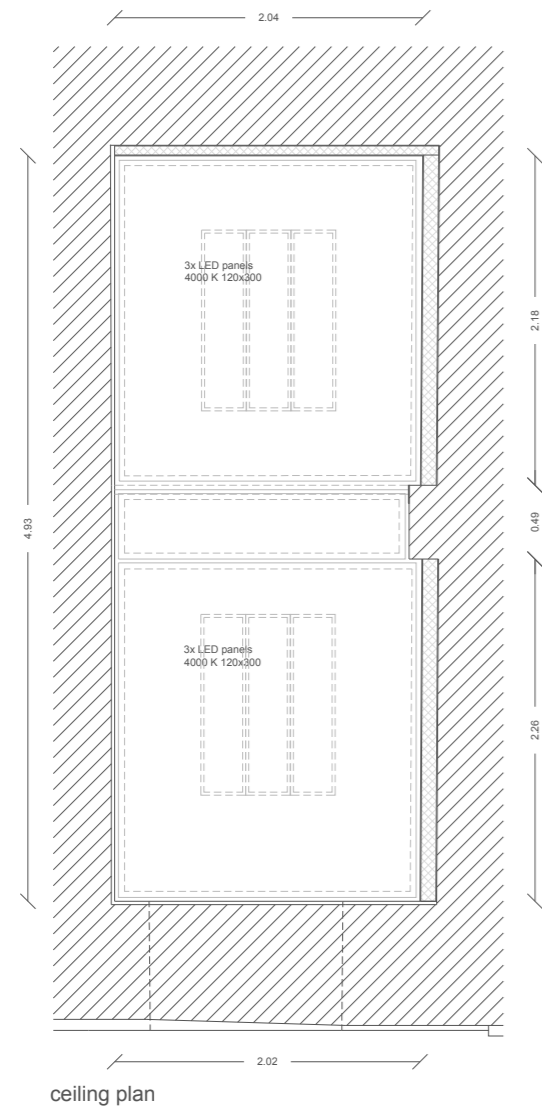 2.04
3x LED panels
4000 K 120x300
2.18
4.93
0.49
3x LED panels
4000 K 120x300
2.26
2.02
ceiling plan